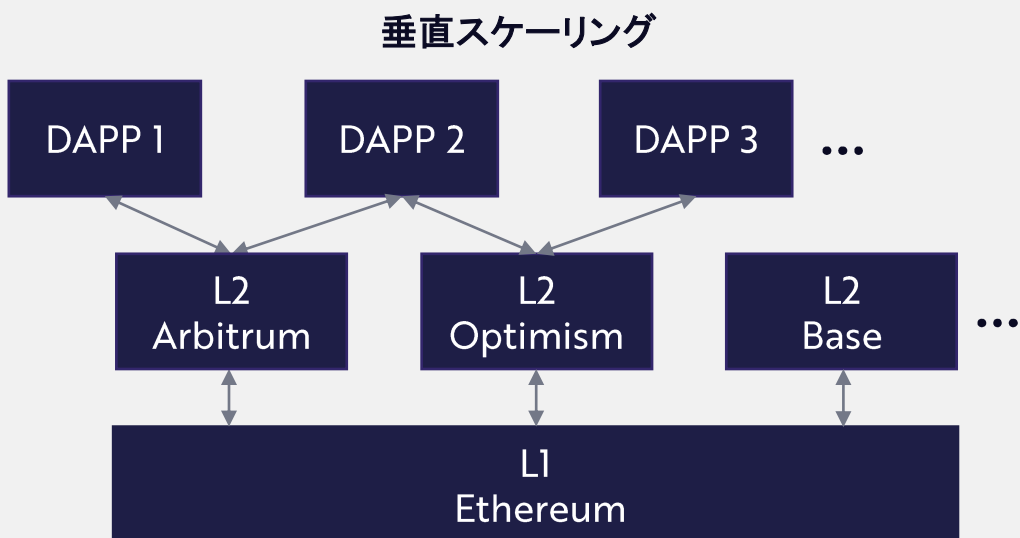 垂直スケーリング
DAPP 1
DAPP 2
DAPP 3
...
L2
Arbitrum
L2
Optimism
L2
Base
...
L1
Ethereum